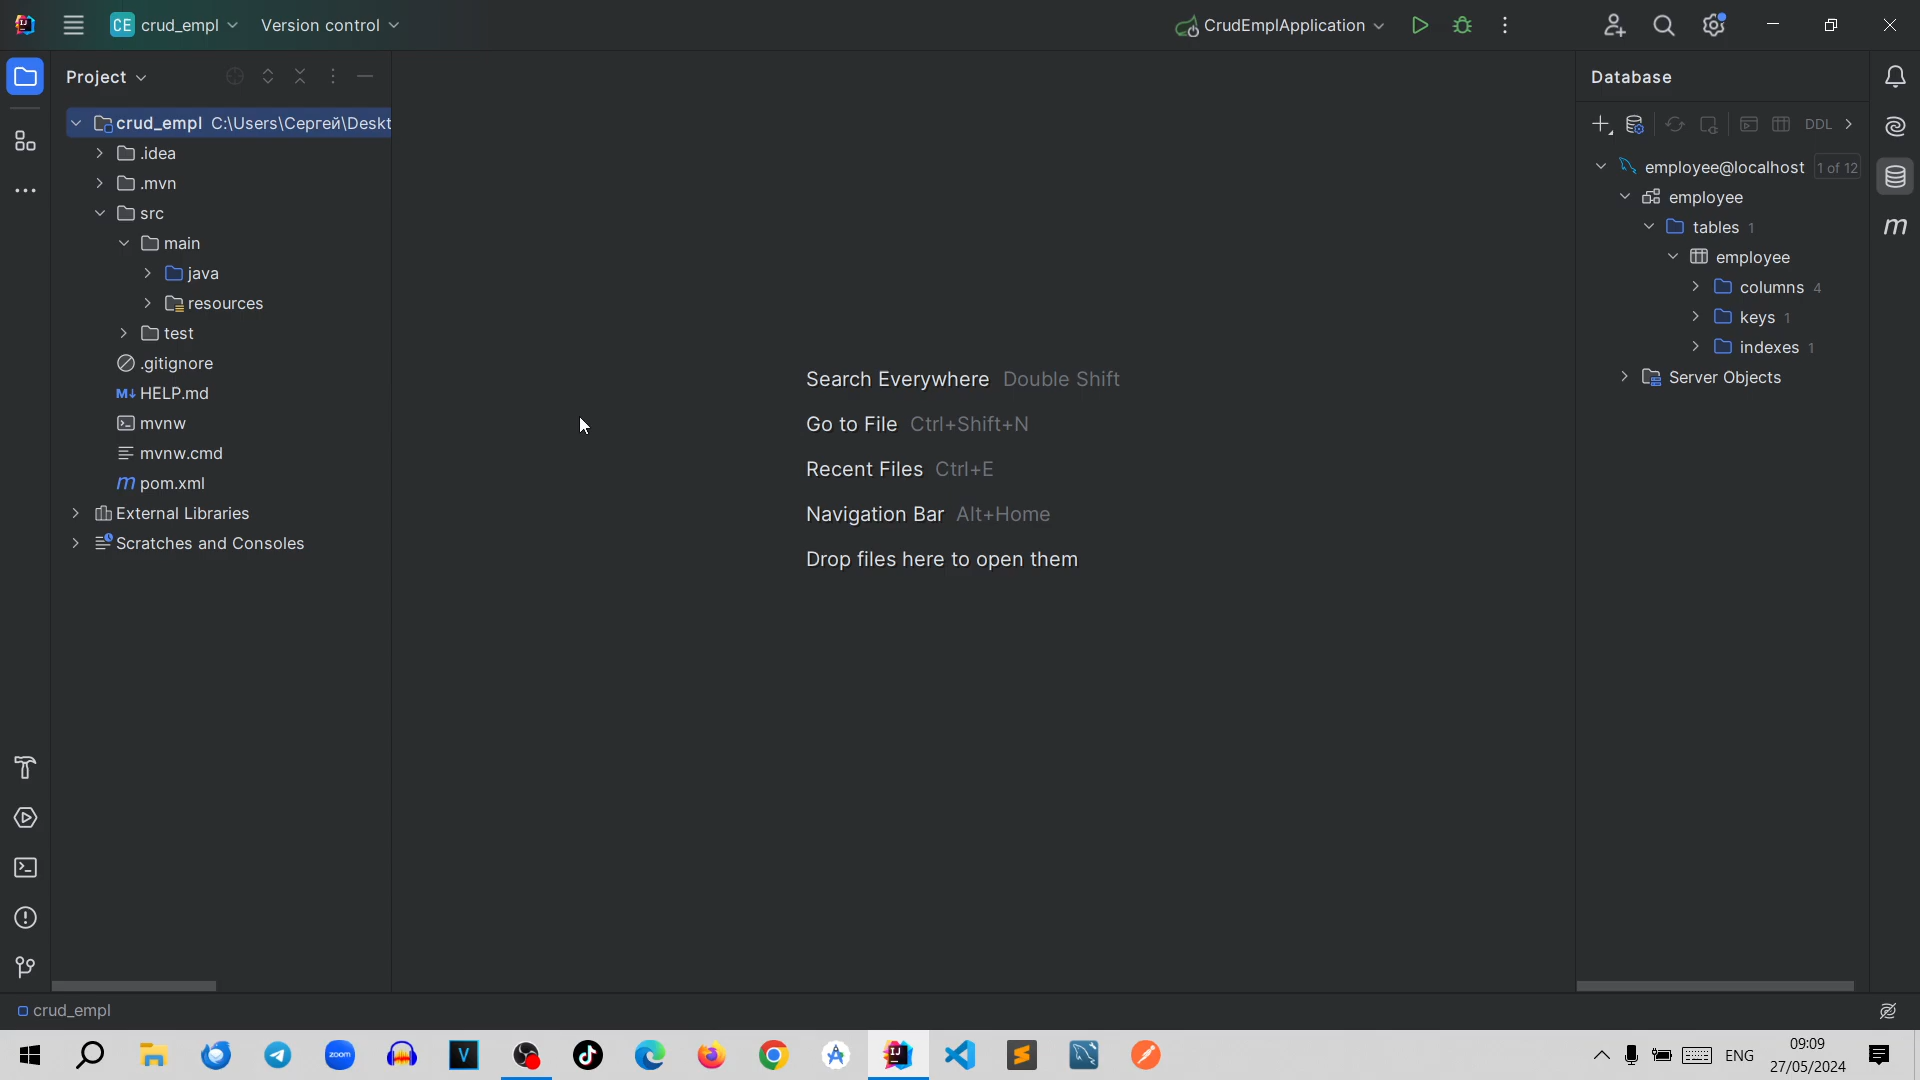 CE crud_empl
Version control
CrudEmplApplication
Project
crud_empl C:\Users\Сергей\Deskt
.idea
.mvn
src
main
java
resources
test
.gitignore
M↓ HELP.md
mvnw
mvnw.cmd
m pom.xml
External Libraries
Scratches and Consoles
Search Everywhere Double Shift
Go to File Ctrl+Shift+N
Recent Files Ctrl+E
Navigation Bar Alt+Home
Drop files here to open them
Database
DDL
employee@localhost 1 of 12
employee
tables 1
employee
columns 4
keys 1
indexes 1
Server Objects
m
crud_empl
zoom
V
IJ
ENG
09:09
27/05/2024